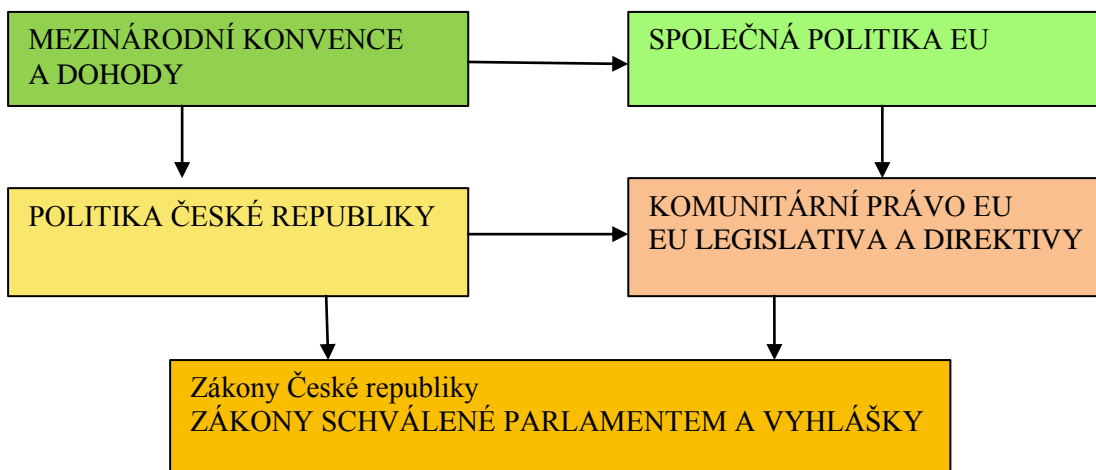 MEZINÁRODNÍ KONVENCE
A DOHODY
SPOLEČNÁ POLITIKA EU
POLITIKA ČESKÉ REPUBLIKY
KOMUNITÁRNÍ PRÁVO EU
EU LEGISLATIVA A DIREKTIVY
Zákony České republiky
ZÁKONY SCHVÁLENÉ PARLAMENTEM A VYHLÁŠKY